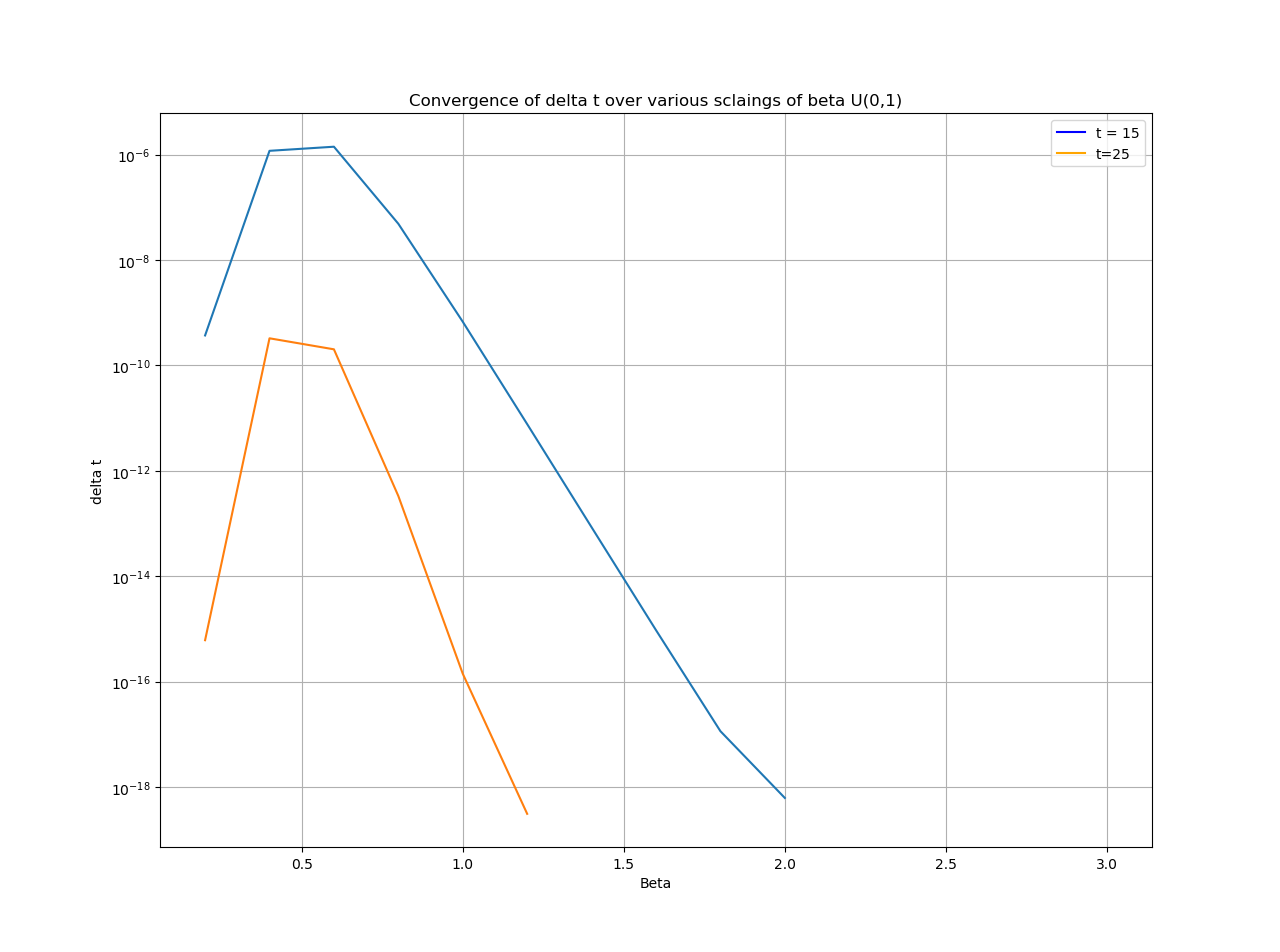 Convergence of delta t over various sclaings of beta U(0,1)
t = 15
t=25
delta t
10⁻⁶
10⁻⁸
10⁻¹⁰
10⁻¹²
10⁻¹⁴
10⁻¹⁶
10⁻¹⁸
0.5 1.0 1.5 2.0 2.5 3.0
Beta